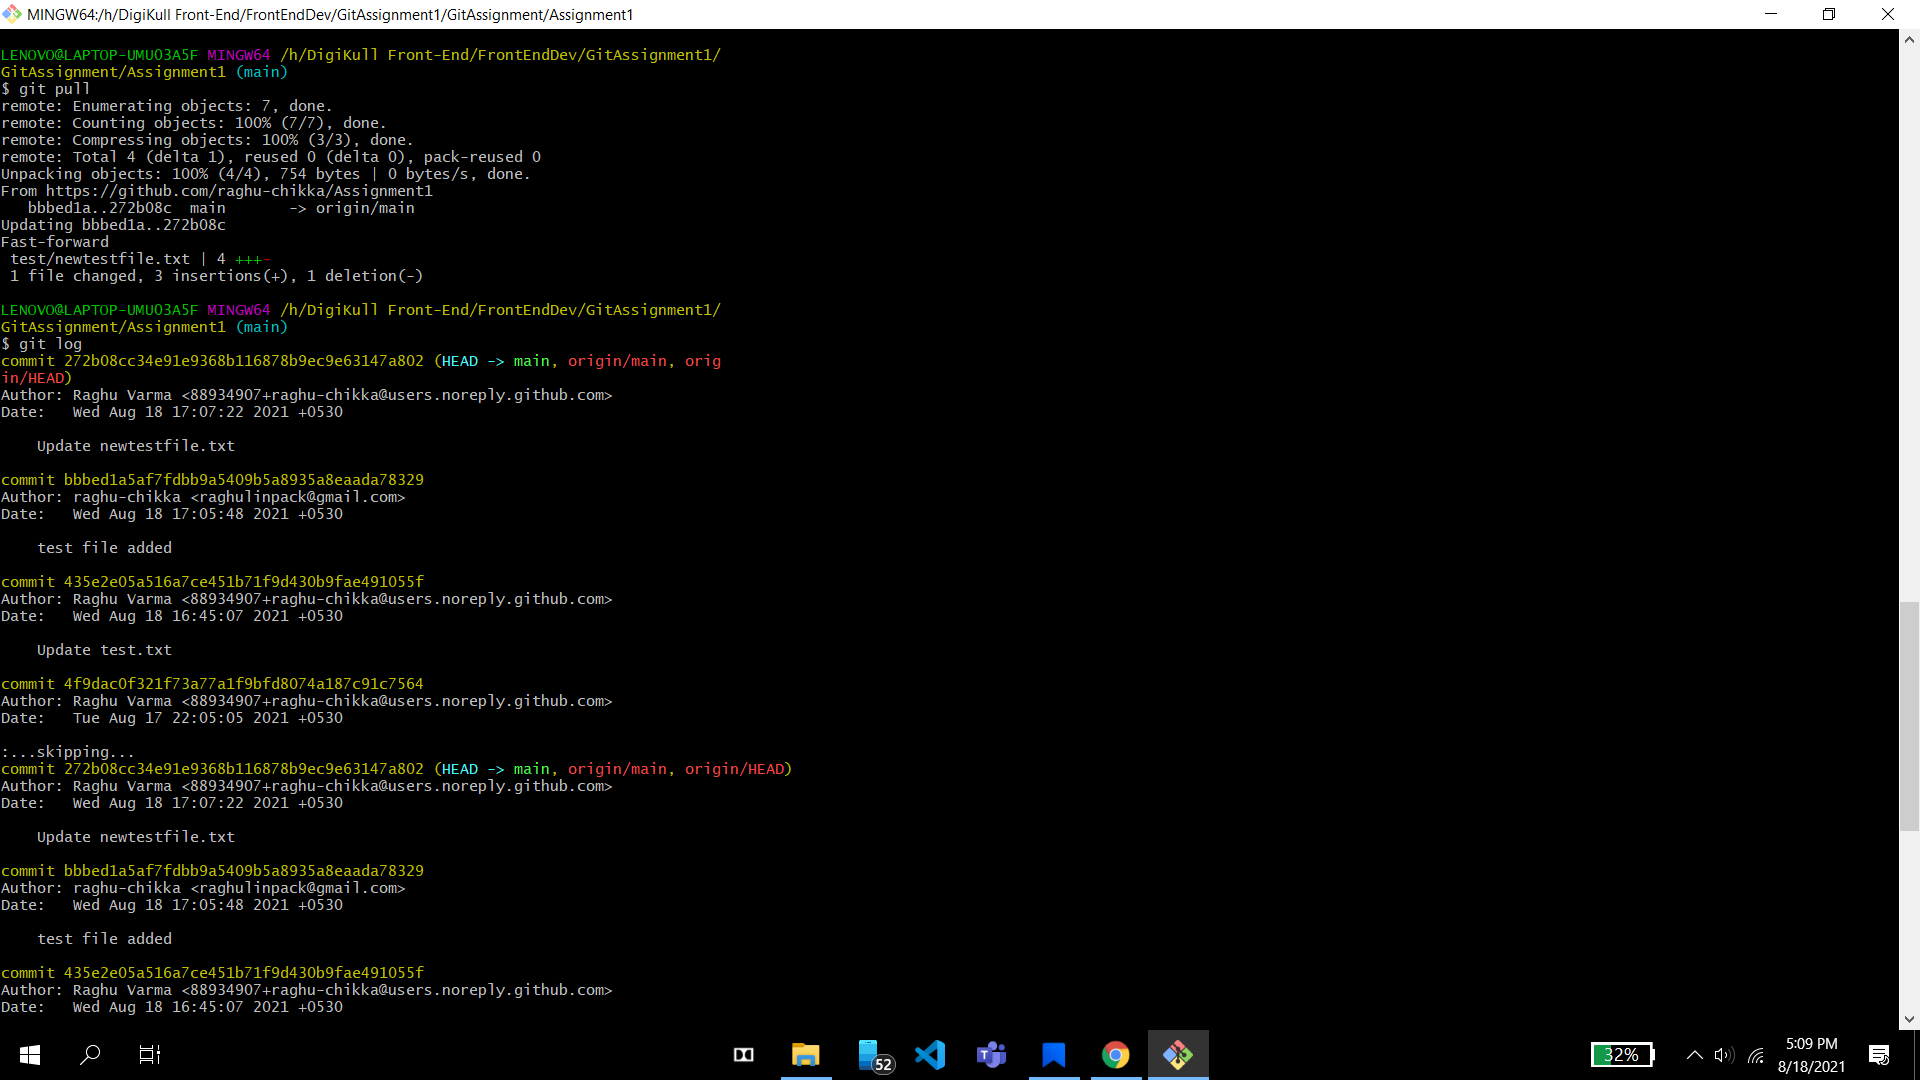 MINGW64:/h/DigiKull Front-End/FrontEndDev/GitAssignment1/GitAssignment/Assignment1
LENOVO@LAPTOP-UMU03A5F MINGW64 /h/DigiKull Front-End/FrontEndDev/GitAssignment1/
GitAssignment/Assignment1 (main)
$ git pull
remote: Enumerating objects: 7, done.
remote: Counting objects: 100% (7/7), done.
remote: Compressing objects: 100% (3/3), done.
remote: Total 4 (delta 1), reused 0 (delta 0), pack-reused 0
Unpacking objects: 100% (4/4), 754 bytes | 0 bytes/s, done.
From https://github.com/raghu-chikka/Assignment1
   bbbed1a..272b08c  main       -> origin/main
Updating bbbed1a..272b08c
Fast-forward
 test/newtestfile.txt | 4 +++-
 1 file changed, 3 insertions(+), 1 deletion(-)
LENOVO@LAPTOP-UMU03A5F MINGW64 /h/DigiKull Front-End/FrontEndDev/GitAssignment1/
GitAssignment/Assignment1 (main)
$ git log
commit 272b08cc34e91e9368b116878b9ec9e63147a802 (HEAD -> main, origin/main, orig
in/HEAD)
Author: Raghu Varma <88934907+raghu-chikka@users.noreply.github.com>
Date:   Wed Aug 18 17:07:22 2021 +0530
    Update newtestfile.txt
commit bbbed1a5af7fdbb9a5409b5a8935a8eaada78329
Author: raghu-chikka <raghulinpack@gmail.com>
Date:   Wed Aug 18 17:05:48 2021 +0530
    test file added
commit 435e2e05a516a7ce451b71f9d430b9fae491055f
Author: Raghu Varma <88934907+raghu-chikka@users.noreply.github.com>
Date:   Wed Aug 18 16:45:07 2021 +0530
    Update test.txt
commit 4f9dac0f321f73a77a1f9bfd8074a187c91c7564
Author: Raghu Varma <88934907+raghu-chikka@users.noreply.github.com>
Date:   Tue Aug 17 22:05:05 2021 +0530
:...skipping...
commit 272b08cc34e91e9368b116878b9ec9e63147a802 (HEAD -> main, origin/main, origin/HEAD)
Author: Raghu Varma <88934907+raghu-chikka@users.noreply.github.com>
Date:   Wed Aug 18 17:07:22 2021 +0530
    Update newtestfile.txt
commit bbbed1a5af7fdbb9a5409b5a8935a8eaada78329
Author: raghu-chikka <raghulinpack@gmail.com>
Date:   Wed Aug 18 17:05:48 2021 +0530
    test file added
commit 435e2e05a516a7ce451b71f9d430b9fae491055f
Author: Raghu Varma <88934907+raghu-chikka@users.noreply.github.com>
Date:   Wed Aug 18 16:45:07 2021 +0530
52
32%
5:09 PM
8/18/2021